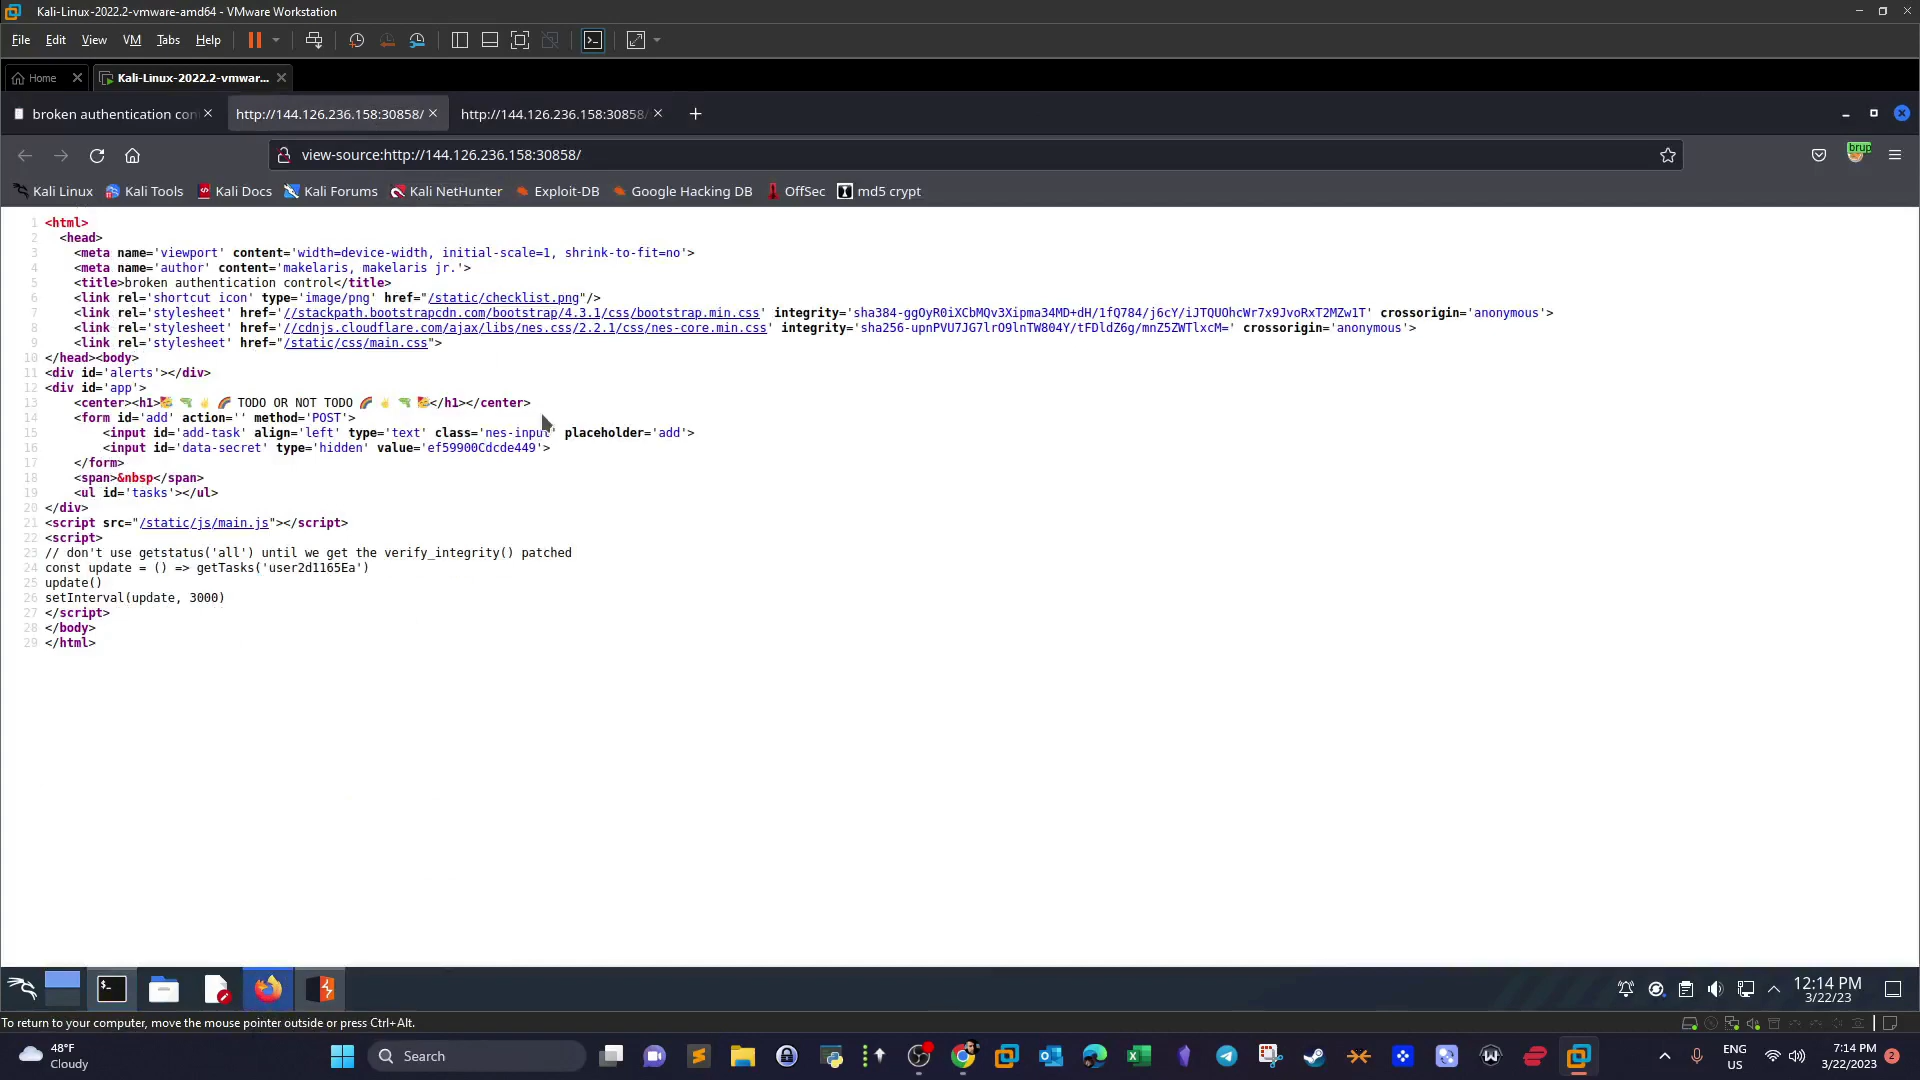 Kali-Linux-2022.2-vmware-amd64 - VMware Workstation
File Edit View VM Tabs Help
Home Kali-Linux-2022.2-vmwar...
broken authentication con http://144.126.236.158:30858/ http://144.126.236.158:30858/
view-source:http://144.126.236.158:30858/
brup
Kali Linux Kali Tools Kali Docs Kali Forums Kali NetHunter Exploit-DB Google Hacking DB OffSec md5 crypt
1 <html>
2 <head>
3 <meta name='viewport' content='width=device-width, initial-scale=1, shrink-to-fit=no'>
4 <meta name='author' content='makelaris, makelaris jr.'>
5 <title>broken authentication control</title>
6 <link rel='shortcut icon' type='image/png' href="/static/checklist.png"/>
7 <link rel='stylesheet' href='//stackpath.bootstrapcdn.com/bootstrap/4.3.1/css/bootstrap.min.css' integrity='sha384-ggOyR0iXCbMQv3Xipma34MD+dH/1fQ784/j6cY/iJTQUOhcWr7x9JvoRxT2MZw1T' crossorigin='anonymous'>
8 <link rel='stylesheet' href='//cdnjs.cloudflare.com/ajax/libs/nes.css/2.2.1/css/nes-core.min.css' integrity='sha256-upnPVU7JG7lrO9lnTW804Y/tFDldZ6g/mnZ5ZWTlxcM=' crossorigin='anonymous'>
9 <link rel='stylesheet' href="/static/css/main.css">
10 </head><body>
11 <div id='alerts'></div>
12 <div id='app'>
13 <center><h1>🥳 🔫 ✌ 🌈 TODO OR NOT TODO 🌈 ✌ 🔫 🥳</h1></center>
14 <form id='add' action='' method='POST'>
15 <input id='add-task' align='left' type='text' class='nes-input' placeholder='add'>
16 <input id='data-secret' type='hidden' value='ef59900Cdcde449'>
17 </form>
18 <span>&nbsp</span>
19 <ul id='tasks'></ul>
20 </div>
21 <script src="/static/js/main.js"></script>
22 <script>
23 // don't use getstatus('all') until we get the verify_integrity() patched
24 const update = () => getTasks('user2d1165Ea')
25 update()
26 setInterval(update, 3000)
27 </script>
28 </body>
29 </html>
12:14 PM
3/22/23
To return to your computer, move the mouse pointer outside or press Ctrl+Alt.
48°F
Cloudy
Search
ENG
US
7:14 PM
3/22/2023
2